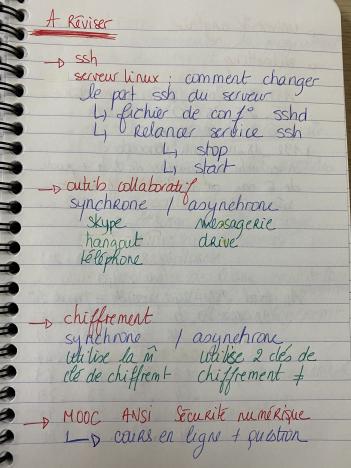 A Réviser
→ ssh
serveur linux : comment changer
le port ssh du serveur
↳ fichier de conf° sshd
↳ Relancer service ssh
↳ stop
↳ start
→ outils collaboratif
synchrone / asynchrone
skype messagerie
hangout drive
téléphone
→ chiffrement
synchrone / asynchrone
utilise la m̂ utilise 2 clés de
clé de chiffremt chiffrement ≠
→ MOOC ANSI Sécurité numérique
↳ cours en ligne + question